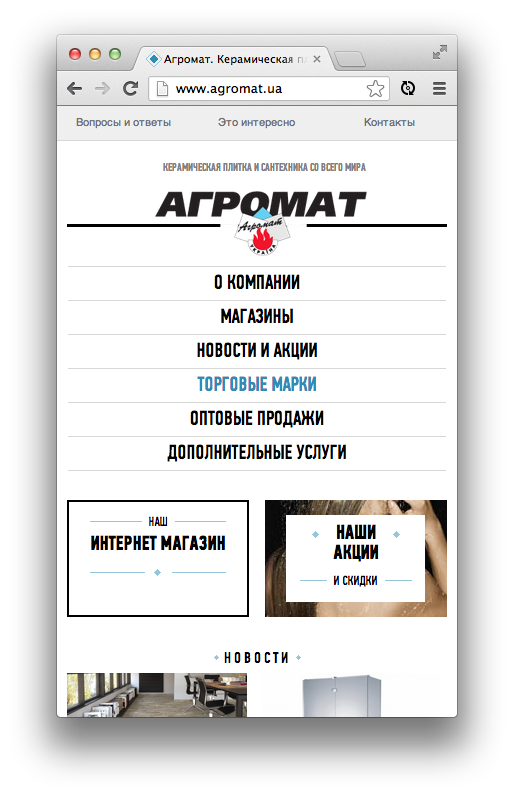 Агромат. Керамическая п
www.agromat.ua
Вопросы и ответы Это интересно Контакты
КЕРАМИЧЕСКАЯ ПЛИТКА И САНТЕХНИКА СО ВСЕГО МИРА
АГРОМАТ
Агромат
УКРАЇНА
О КОМПАНИИ
МАГАЗИНЫ
НОВОСТИ И АКЦИИ
ТОРГОВЫЕ МАРКИ
ОПТОВЫЕ ПРОДАЖИ
ДОПОЛНИТЕЛЬНЫЕ УСЛУГИ
НАШ
ИНТЕРНЕТ МАГАЗИН
НАШИ
АКЦИИ
И СКИДКИ
НОВОСТИ